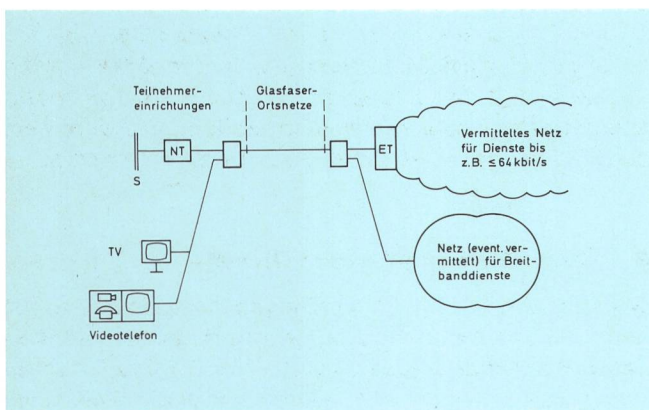 Teilnehmer-
einrichtungen
Glasfaser-
Ortsnetze
S
NT
ET
Vermitteltes Netz
für Dienste bis
z.B. ≤ 64 kbit/s
TV
Netz (event. ver-
mittelt) für Breit-
banddienste
Videotelefon